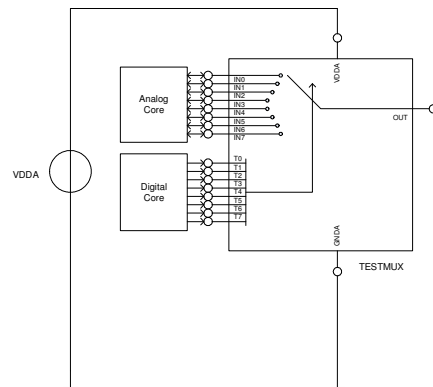 VDDA
Analog
Core
IN0
IN1
IN2
IN3
IN4
IN5
IN6
IN7
OUT
VDDA
Digital
Core
T0
T1
T2
T3
T4
T5
T6
T7
GNDA
TESTMUX